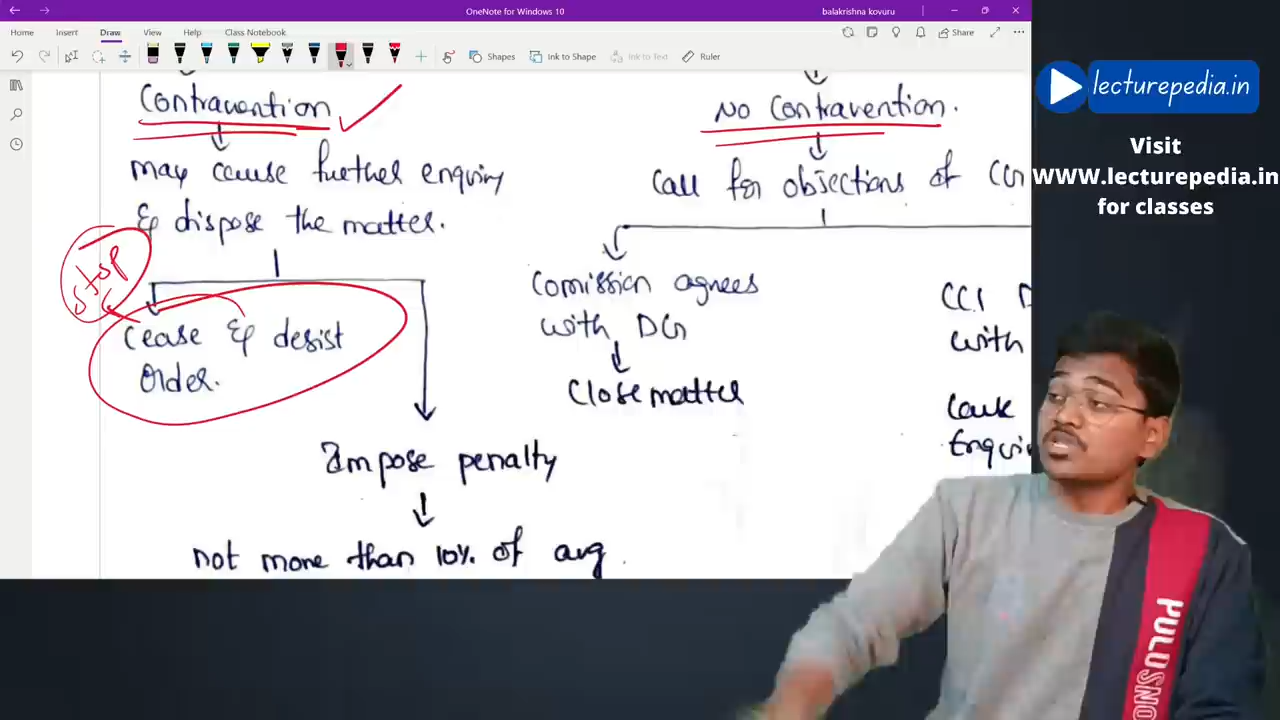 OneNote for Windows 10
balakrishna kovuru
Home
Insert
Draw
View
Help
Class Notebook
Share
Shapes
Ink to Shape
Ink to Text
Ruler
Contravention
may cause further enquiry
& dispose the matter.
Stop
Cease & desist
Order.
Impose penalty
not more than 10% of avg
No Contravention.
Call for objections of
Comission agrees
with DG
Close matter
CCI D
with
Cause
Enqui
lecturepedia.in
Visit
WWW.lecturepedia.in
for classes
PULUSNO